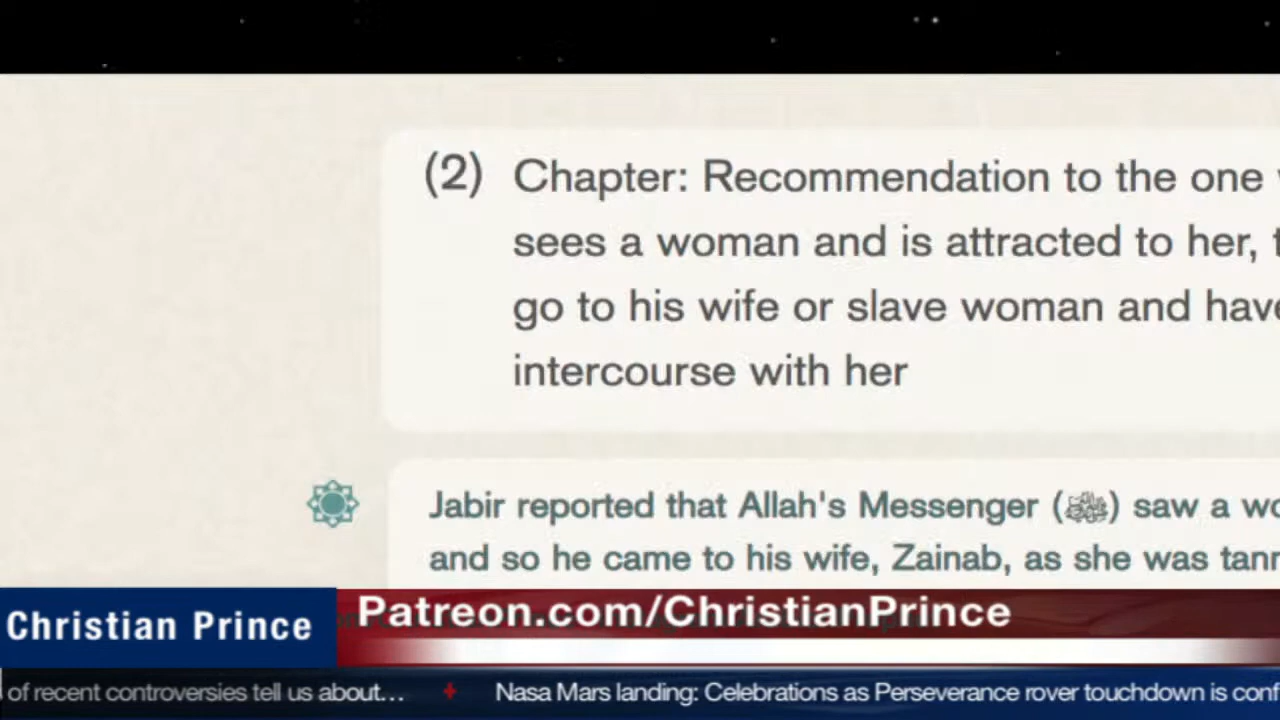 (2) Chapter: Recommendation to the one
sees a woman and is attracted to her,
go to his wife or slave woman and have
intercourse with her
Jabir reported that Allah's Messenger (ﷺ) saw a
and so he came to his wife, Zainab, as she was
Christian Prince
Patreon.com/ChristianPrince
of recent controversies tell us about... Nasa Mars landing: Celebrations as Perseverance rover touchdown is